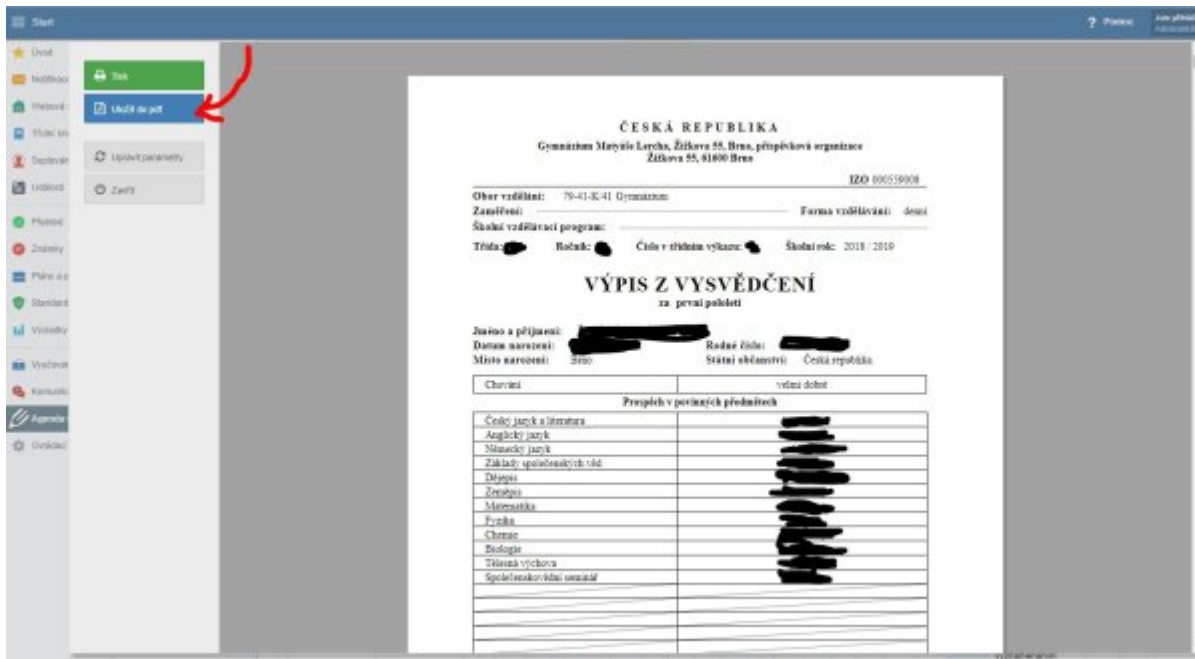 Start
? Pomoc
Úvod
Tisk
Uložit do pdf
Upravit parametry
Zavřít
Známky
ČESKÁ REPUBLIKA
Gymnázium Matyáše Lercha, Žižkova 55, Brno, příspěvková organizace
Žižkova 55, 61600 Brno
IZO 000559008
Obor vzdělání: 79-41-K/41 Gymnázium
Zaměření: Forma vzdělávání: denní
Školní vzdělávací program:
Třída: Ročník: Číslo v třídním výkazu: Školní rok: 2018 / 2019
VÝPIS Z VYSVĚDČENÍ
za první pololetí
Jméno a příjmení:
Datum narození: Rodné číslo:
Místo narození: Brno Státní občanství: Česká republika
Chování velmi dobré
Prospěch v povinných předmětech
Český jazyk a literatura
Anglický jazyk
Německý jazyk
Základy společenských věd
Dějepis
Zeměpis
Matematika
Fyzika
Chemie
Biologie
Tělesná výchova
Společenskovědní seminář